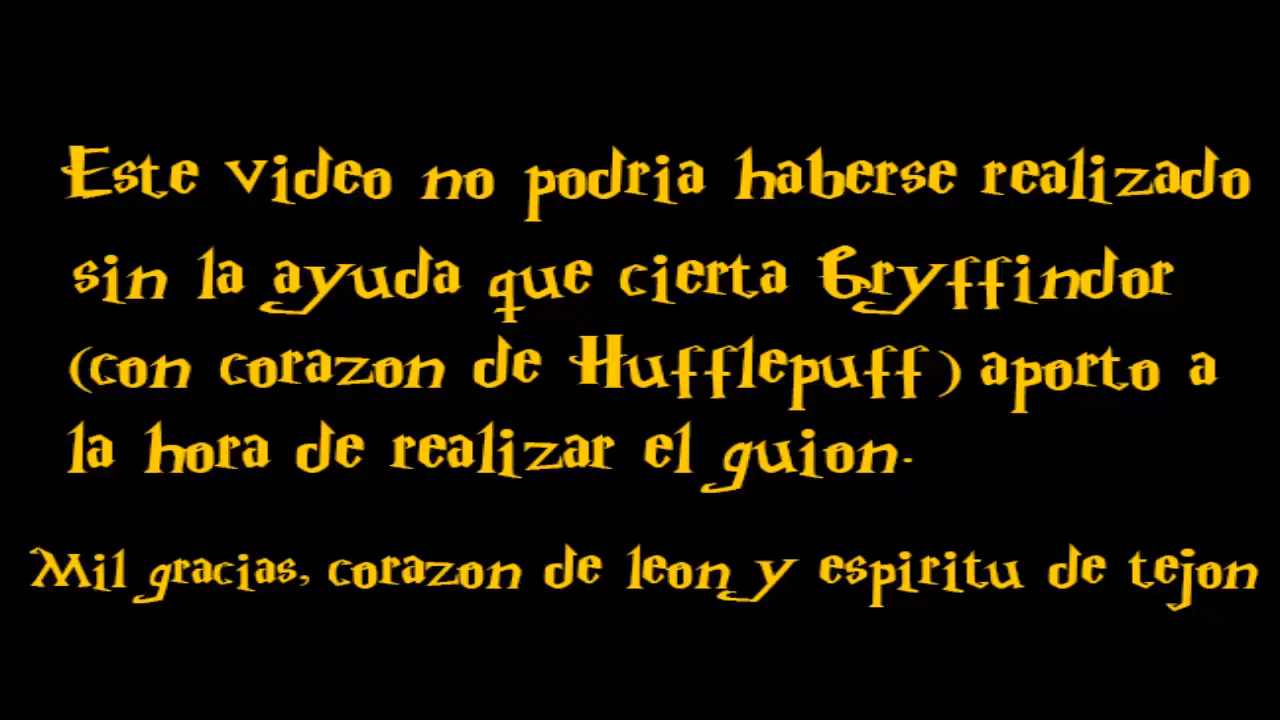 Este video no podria haberse realizado
sin la ayuda que cierta Gryffindor
(con corazon de Hufflepuff) aporto a
la hora de realizar el guion.
Mil gracias, corazon de leon y espiritu de tejon